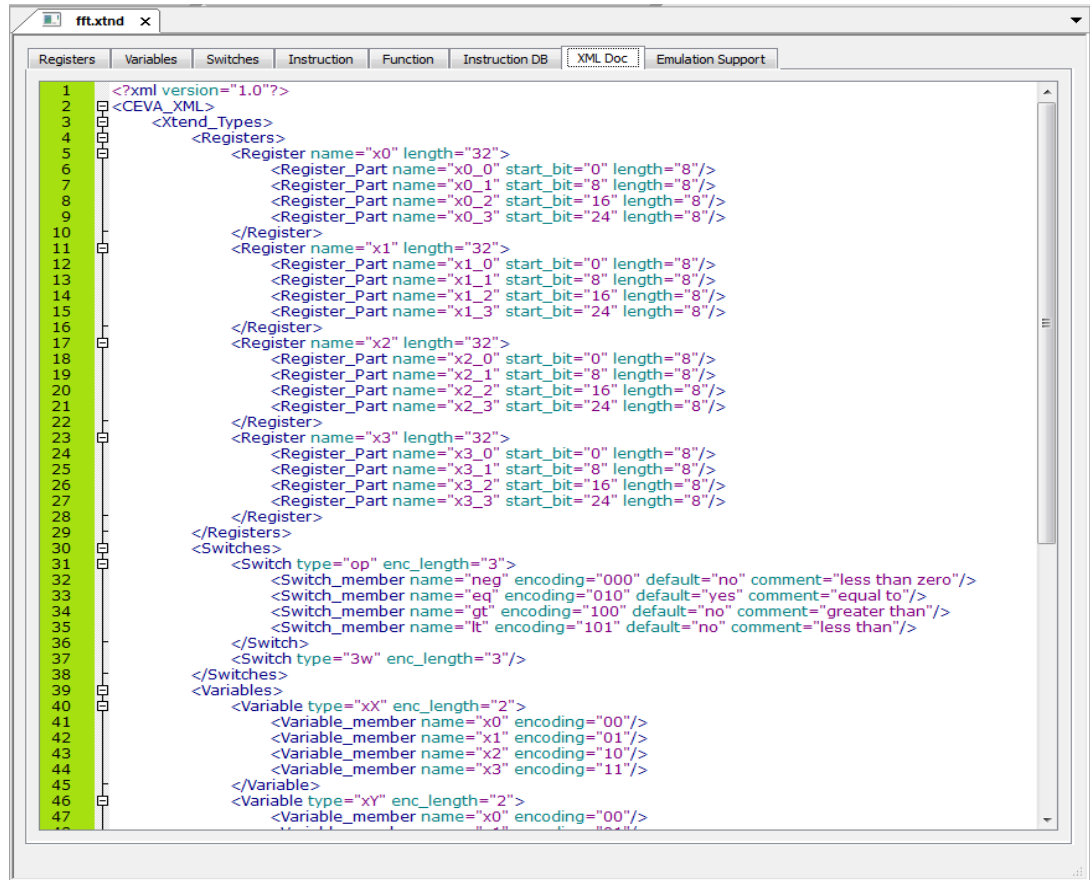 fft.xtnd x
Registers Variables Switches Instruction Function Instruction DB XML Doc Emulation Support
1 <?xml version="1.0"?>
2 <CEVA_XML>
3 <Xtend_Types>
4 <Registers>
5 <Register name="x0" length="32">
6 <Register_Part name="x0_0" start_bit="0" length="8"/>
7 <Register_Part name="x0_1" start_bit="8" length="8"/>
8 <Register_Part name="x0_2" start_bit="16" length="8"/>
9 <Register_Part name="x0_3" start_bit="24" length="8"/>
10 </Register>
11 <Register name="x1" length="32">
12 <Register_Part name="x1_0" start_bit="0" length="8"/>
13 <Register_Part name="x1_1" start_bit="8" length="8"/>
14 <Register_Part name="x1_2" start_bit="16" length="8"/>
15 <Register_Part name="x1_3" start_bit="24" length="8"/>
16 </Register>
17 <Register name="x2" length="32">
18 <Register_Part name="x2_0" start_bit="0" length="8"/>
19 <Register_Part name="x2_1" start_bit="8" length="8"/>
20 <Register_Part name="x2_2" start_bit="16" length="8"/>
21 <Register_Part name="x2_3" start_bit="24" length="8"/>
22 </Register>
23 <Register name="x3" length="32">
24 <Register_Part name="x3_0" start_bit="0" length="8"/>
25 <Register_Part name="x3_1" start_bit="8" length="8"/>
26 <Register_Part name="x3_2" start_bit="16" length="8"/>
27 <Register_Part name="x3_3" start_bit="24" length="8"/>
28 </Register>
29 </Registers>
30 <Switches>
31 <Switch type="op" enc_length="3">
32 <Switch_member name="neg" encoding="000" default="no" comment="less than zero"/>
33 <Switch_member name="eq" encoding="010" default="yes" comment="equal to"/>
34 <Switch_member name="gt" encoding="100" default="no" comment="greater than"/>
35 <Switch_member name="lt" encoding="101" default="no" comment="less than"/>
36 </Switch>
37 <Switch type="3w" enc_length="3"/>
38 </Switches>
39 <Variables>
40 <Variable type="xX" enc_length="2">
41 <Variable_member name="x0" encoding="00"/>
42 <Variable_member name="x1" encoding="01"/>
43 <Variable_member name="x2" encoding="10"/>
44 <Variable_member name="x3" encoding="11"/>
45 </Variable>
46 <Variable type="xY" enc_length="2">
47 <Variable_member name="x0" encoding="00"/>